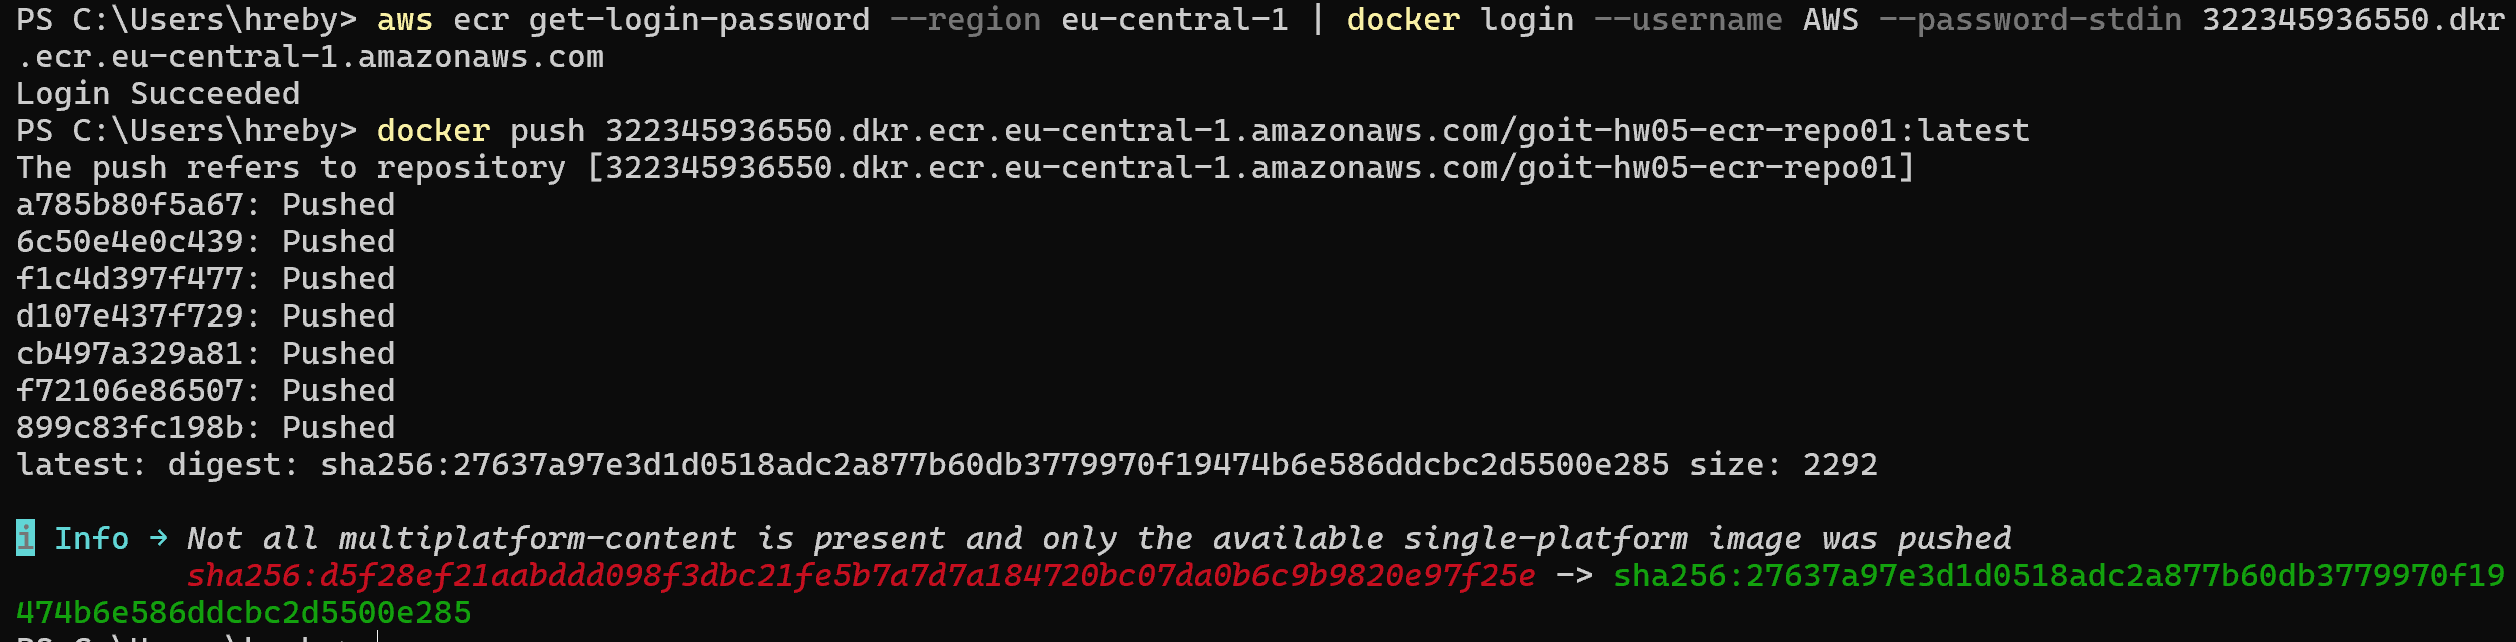 PS C:\Users\hreby> aws ecr get-login-password --region eu-central-1 | docker login --username AWS --password-stdin 322345936550.dkr
.ecr.eu-central-1.amazonaws.com
Login Succeeded
PS C:\Users\hreby> docker push 322345936550.dkr.ecr.eu-central-1.amazonaws.com/goit-hw05-ecr-repo01:latest
The push refers to repository [322345936550.dkr.ecr.eu-central-1.amazonaws.com/goit-hw05-ecr-repo01]
a785b80f5a67: Pushed
6c50e4e0c439: Pushed
f1c4d397f477: Pushed
d107e437f729: Pushed
cb497a329a81: Pushed
f72106e86507: Pushed
899c83fc198b: Pushed
latest: digest: sha256:27637a97e3d1d0518adc2a877b60db3779970f19474b6e586ddcbc2d5500e285 size: 2292
i Info → Not all multiplatform-content is present and only the available single-platform image was pushed
sha256:d5f28ef21aabddd098f3dbc21fe5b7a7d7a184720bc07da0b6c9b9820e97f25e -> sha256:27637a97e3d1d0518adc2a877b60db3779970f19
474b6e586ddcbc2d5500e285